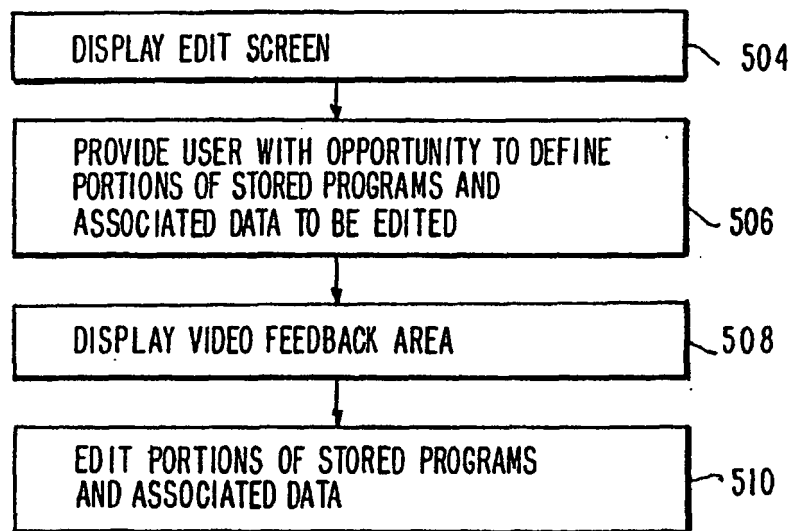 DISPLAY EDIT SCREEN
504
PROVIDE USER WITH OPPORTUNITY TO DEFINE
PORTIONS OF STORED PROGRAMS AND
ASSOCIATED DATA TO BE EDITED
506
DISPLAY VIDEO FEEDBACK AREA
508
EDIT PORTIONS OF STORED PROGRAMS
AND ASSOCIATED DATA
510